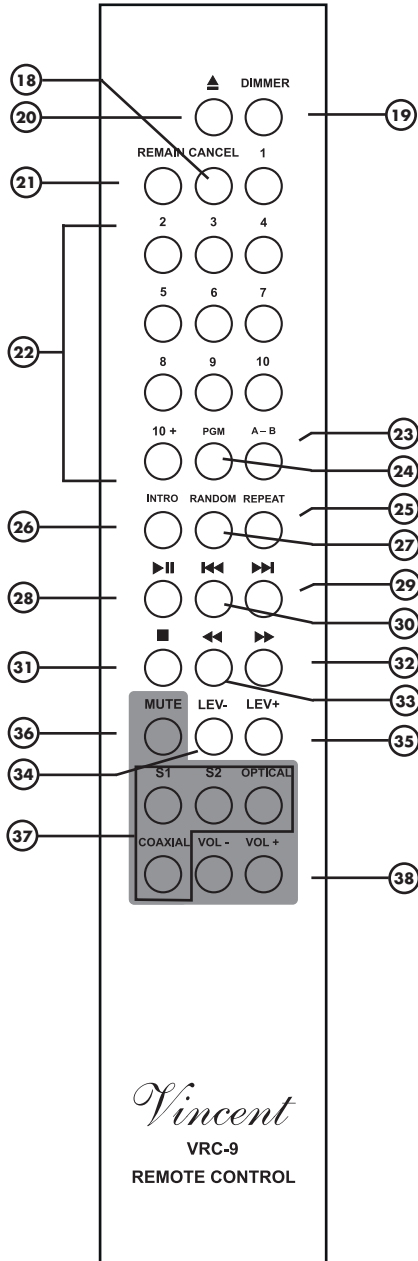 18
DIMMER
20
19
REMAIN CANCEL 1
21
2 3 4
5 6 7
22
8 9 10
10 + PGM A – B
23
24
INTRO RANDOM REPEAT
25
26
27
28
29
30
31
32
33
MUTE LEV- LEV+
36
35
34
S1 S2 OPTICAL
37
COAXIAL VOL - VOL +
38
Vincent
VRC-9
REMOTE CONTROL